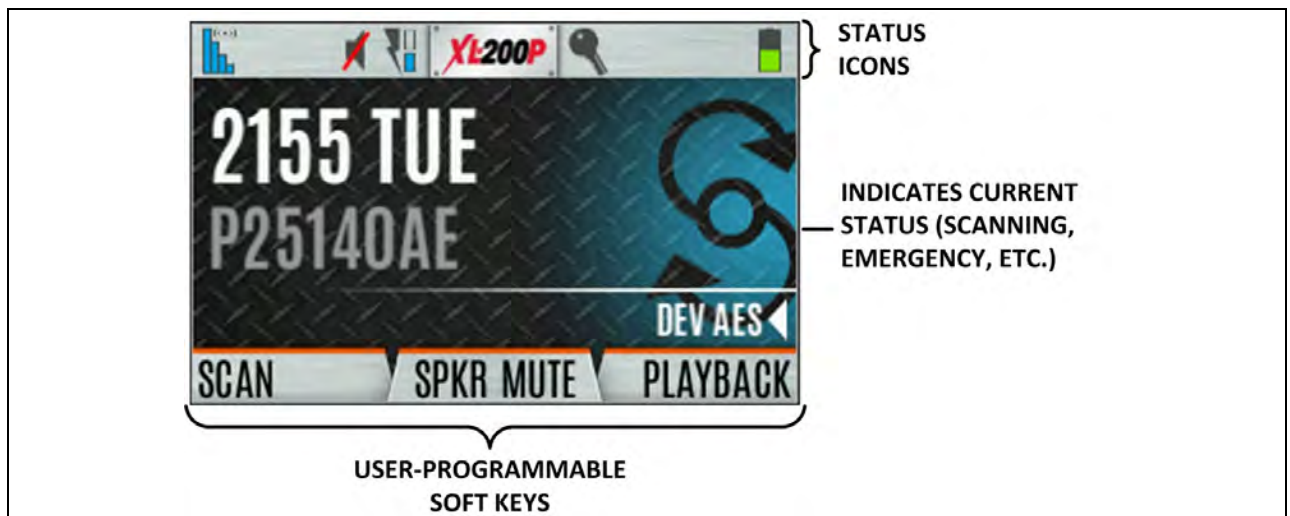 XL-200P
STATUS
ICONS
2155 TUE
P25140AE
INDICATES CURRENT
STATUS (SCANNING,
EMERGENCY, ETC.)
DEV AES
SCAN
SPKR MUTE
PLAYBACK
USER-PROGRAMMABLE
SOFT KEYS